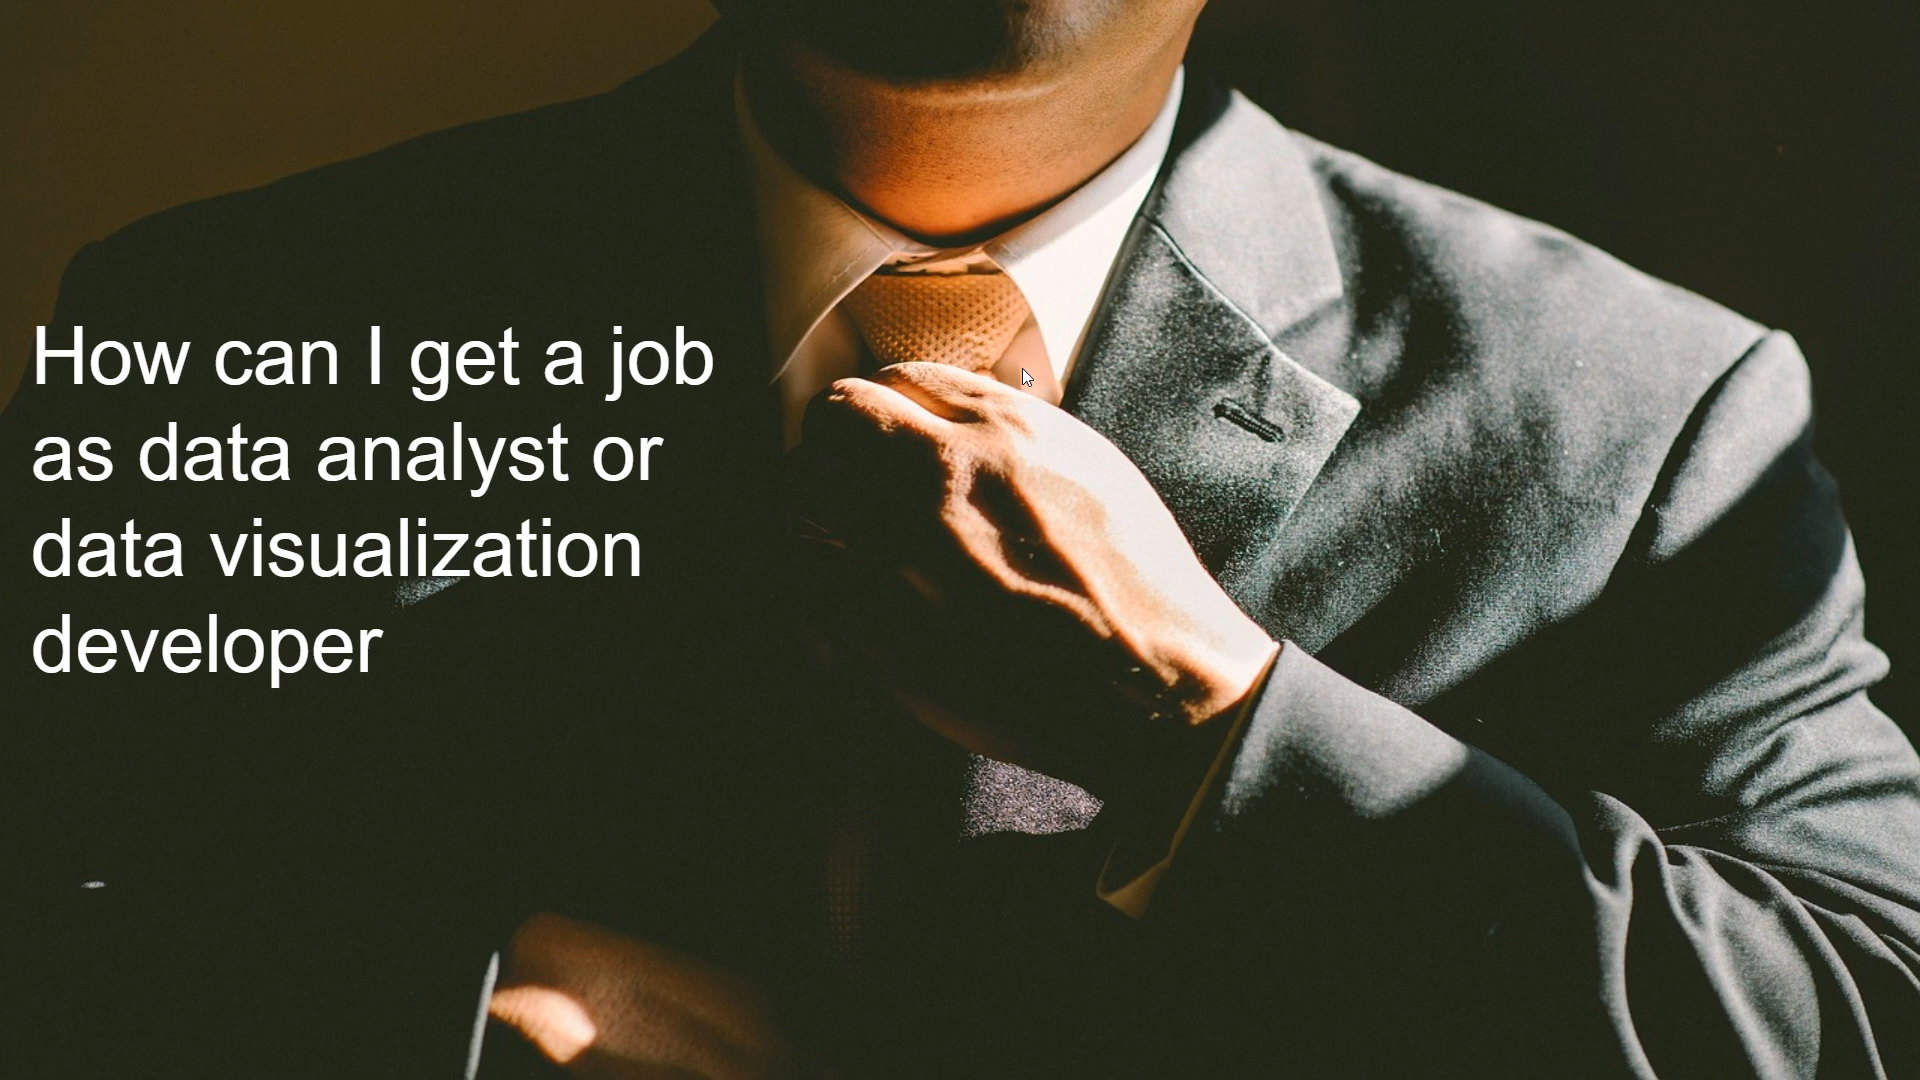 How can I get a job
as data analyst or
data visualization
developer